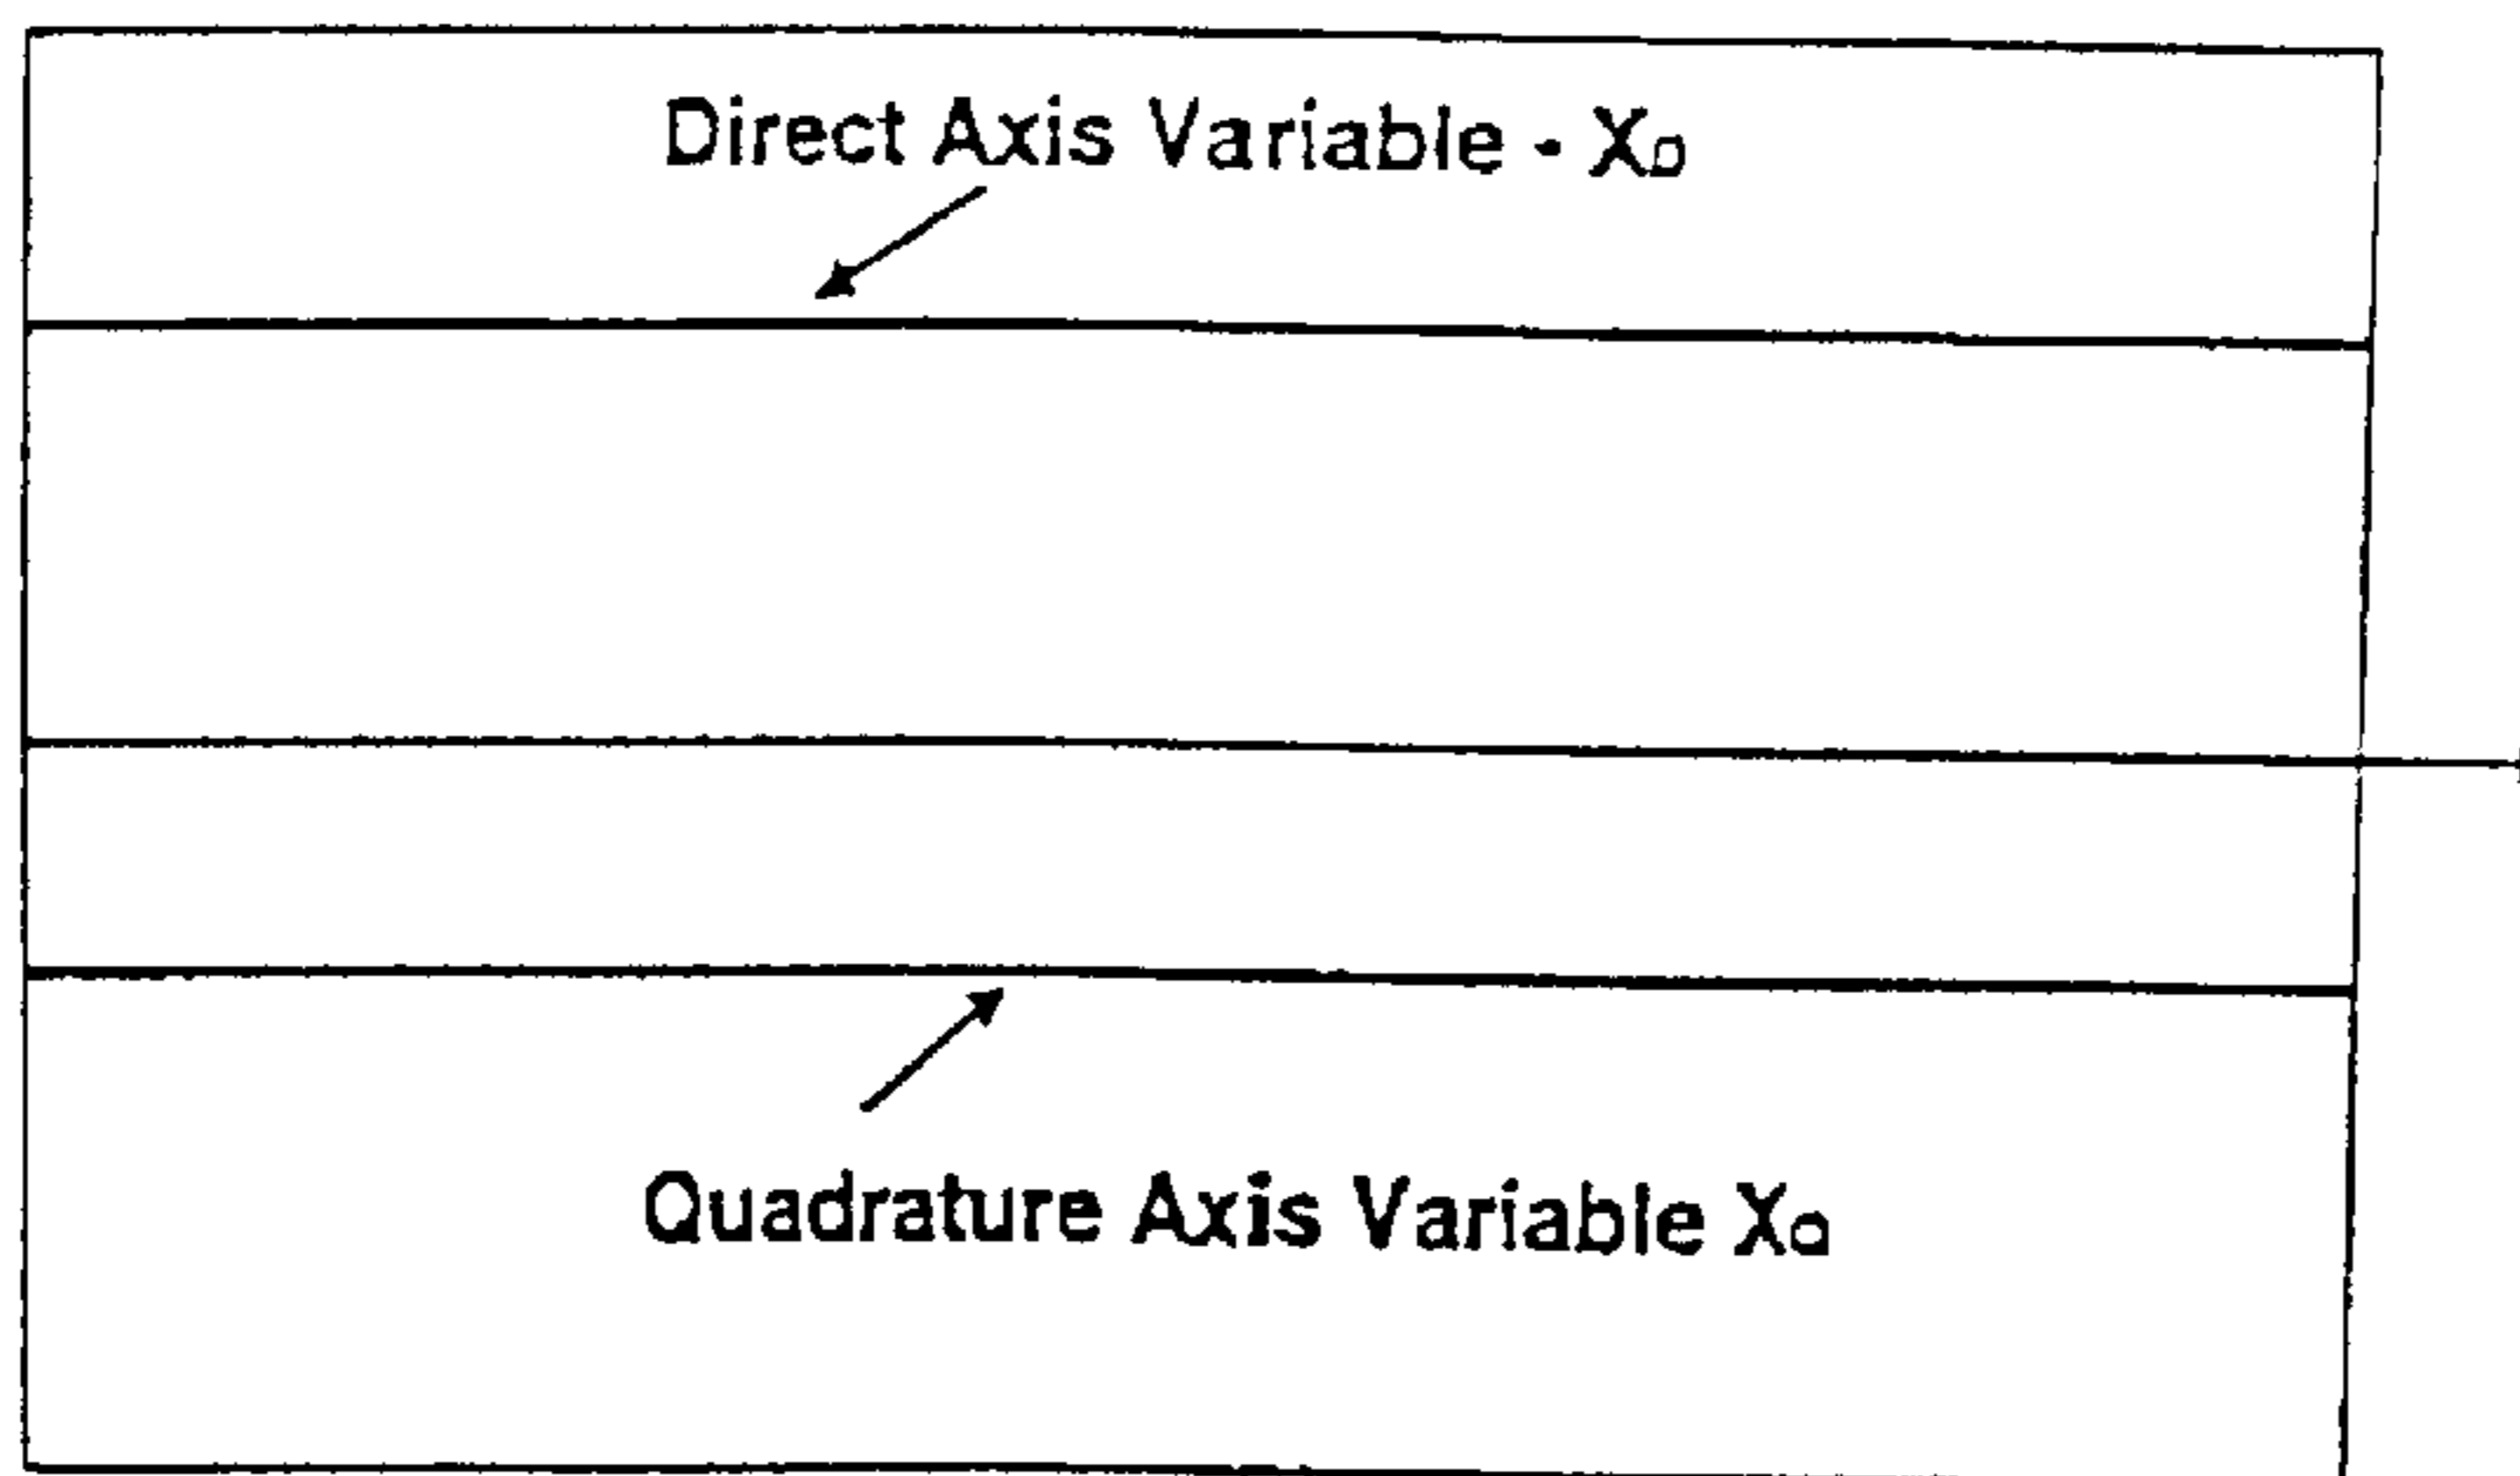 Direct Axis Variable - XD
Quadrature Axis Variable XQ